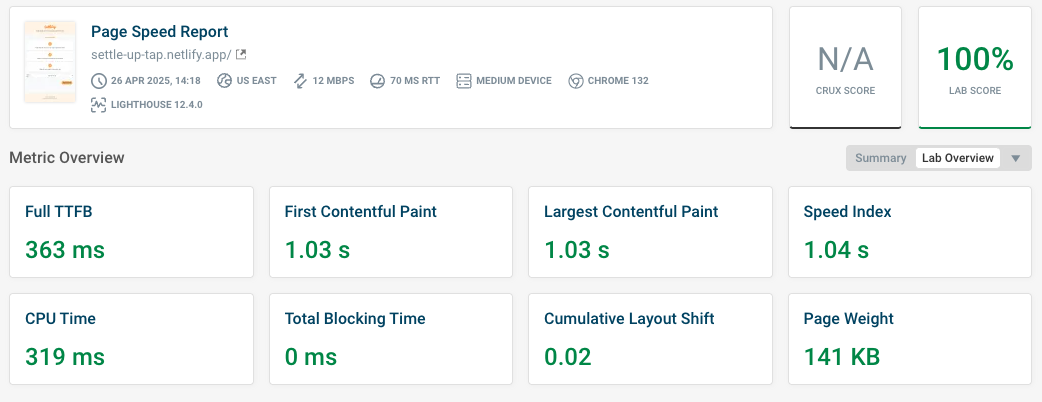 Page Speed Report
settle-up-tap.netlify.app/
26 APR 2025, 14:18 US EAST 12 MBPS 70 MS RTT MEDIUM DEVICE CHROME 132
LIGHTHOUSE 12.4.0
N/A
CRUX SCORE
100%
LAB SCORE
Metric Overview
Summary Lab Overview
Full TTFB
363 ms
First Contentful Paint
1.03 s
Largest Contentful Paint
1.03 s
Speed Index
1.04 s
CPU Time
319 ms
Total Blocking Time
0 ms
Cumulative Layout Shift
0.02
Page Weight
141 KB